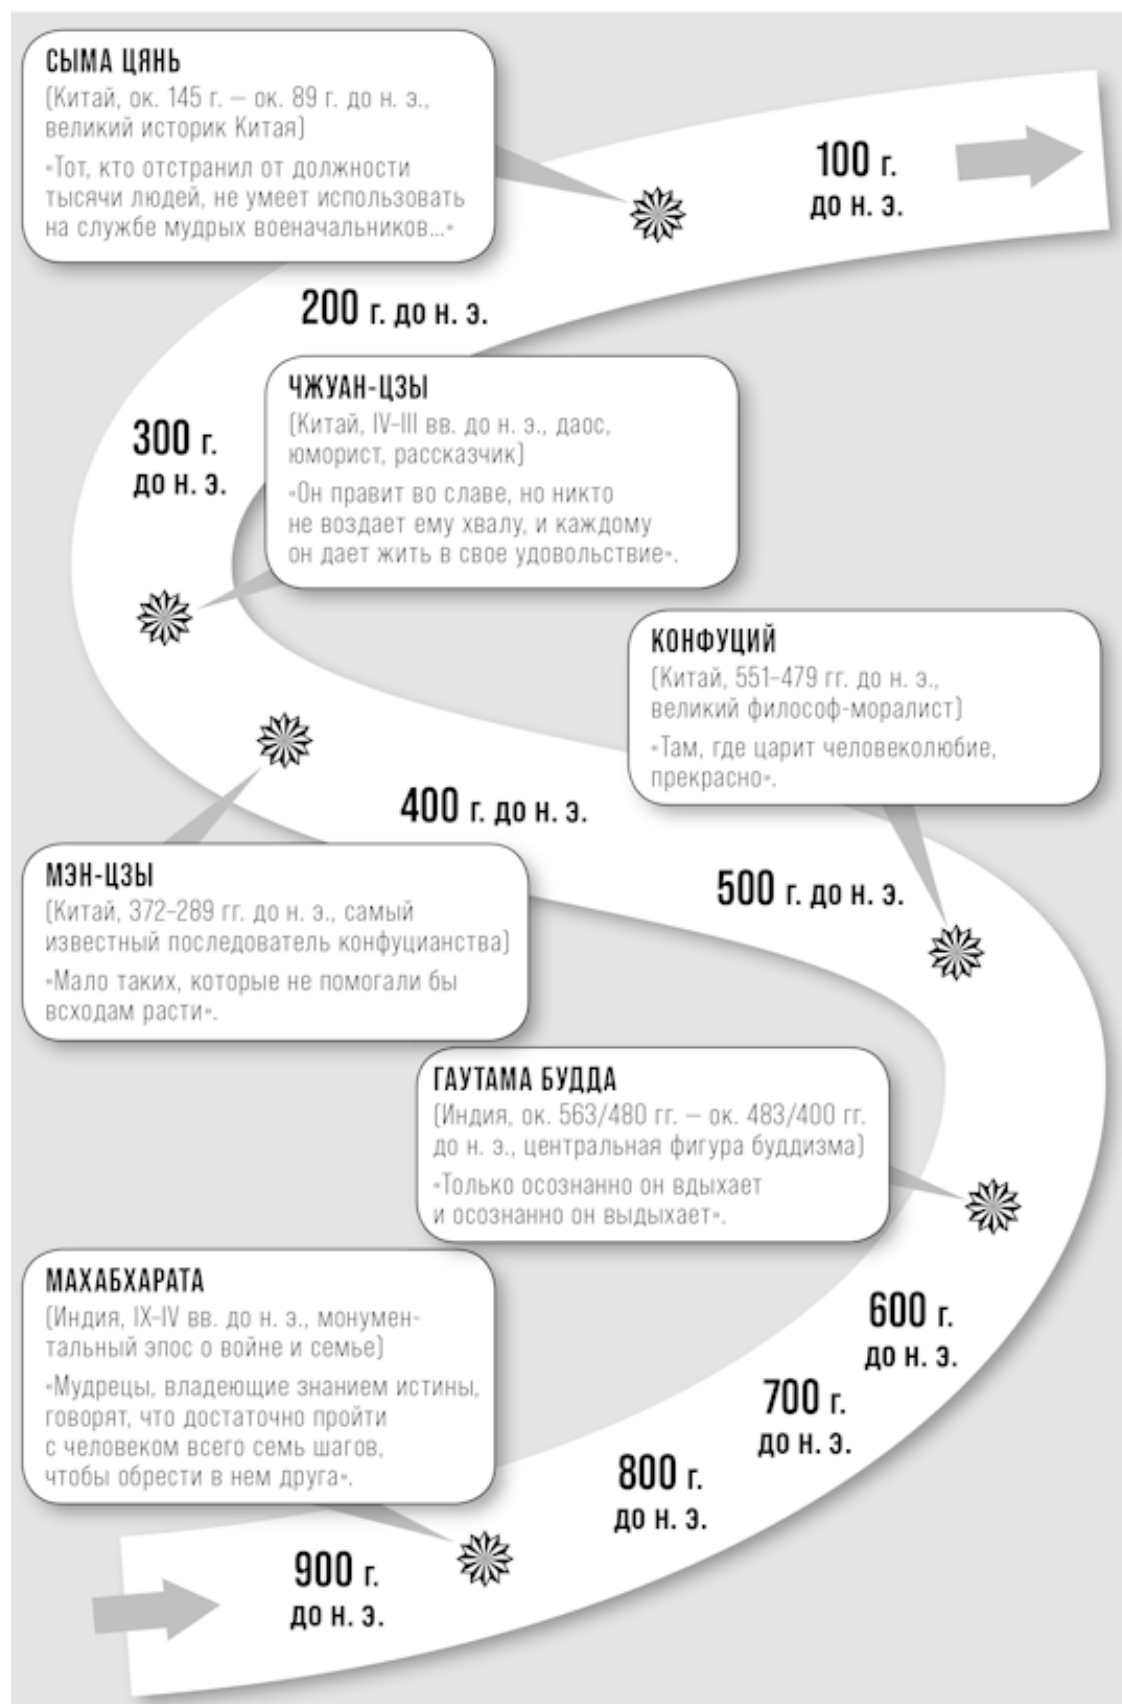 СЫМА ЦЯНЬ
(Китай, ок. 145 г. — ок. 89 г. до н. э.,
великий историк Китая)
«Тот, кто отстранил от должности
тысячи людей, не умеет использовать
на службе мудрых военачальников...»
100 г.
до н. э.
200 г. до н. э.
ЧЖУАН-ЦЗЫ
(Китай, IV–III вв. до н. э., даос,
юморист, рассказчик)
«Он правит во славе, но никто
не воздает ему хвалу, и каждому
он дает жить в свое удовольствие».
300 г.
до н. э.
КОНФУЦИЙ
(Китай, 551–479 гг. до н. э.,
великий философ-моралист)
«Там, где царит человеколюбие,
прекрасно».
400 г. до н. э.
МЭН-ЦЗЫ
(Китай, 372–289 гг. до н. э., самый
известный последователь конфуцианства)
«Мало таких, которые не помогали бы
всходам расти».
500 г. до н. э.
ГАУТАМА БУДДА
(Индия, ок. 563/480 гг. — ок. 483/400 гг.
до н. э., центральная фигура буддизма)
«Только осознанно он вдыхает
и осознанно он выдыхает».
МАХАБХАРАТА
(Индия, IX–IV вв. до н. э., монумен-
тальный эпос о войне и семье)
«Мудрецы, владеющие знанием истины,
говорят, что достаточно пройти
с человеком всего семь шагов,
чтобы обрести в нем друга».
600 г.
до н. э.
700 г.
до н. э.
800 г.
до н. э.
900 г.
до н. э.